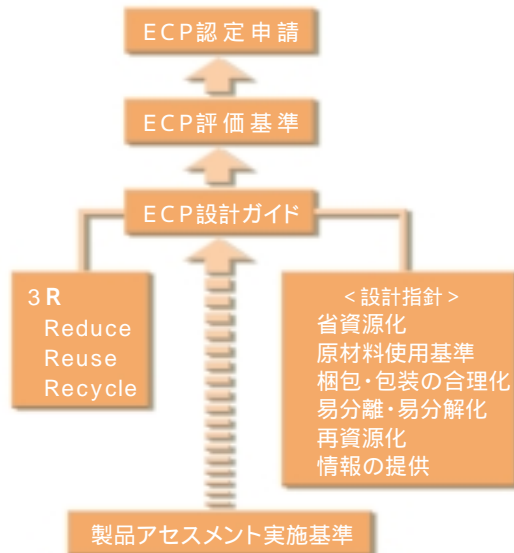 ECP認定申請
ECP評価基準
ECP設計ガイド
3R
Reduce
Reuse
Recycle
<設計指針>
省資源化
原材料使用基準
梱包・包装の合理化
易分離・易分解化
再資源化
情報の提供
製品アセスメント実施基準